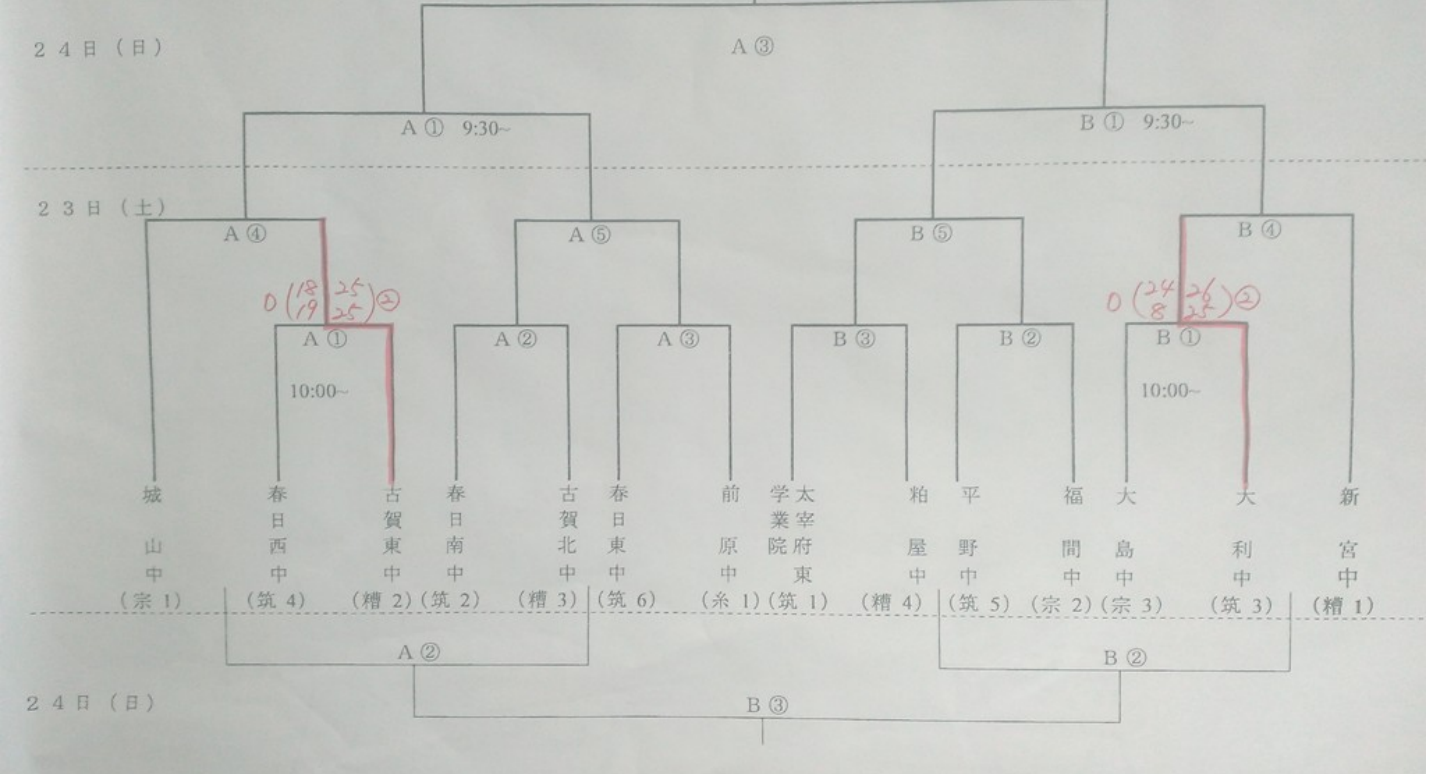 24日(日)
A③
A① 9:30~
B① 9:30~
23日(土)
A④
A⑤
B⑤
B④
0(18 25
19 25)②
0(24 26
8 25)②
A①
A②
A③
B③
B②
B①
10:00~
10:00~
城山中
(宗1)
春日西中
(筑4)
古賀東中
(糟2)
春日南中
(筑2)
古賀北中
(糟3)
春日東中
(筑6)
前原中
(糸1)
太宰府東
学業院
(筑1)
粕屋中
(糟4)
平野中
(筑5)
福間中
(宗2)
大島中
(宗3)
大利中
(筑3)
新宮中
(糟1)
A②
B②
24日(日)
B③